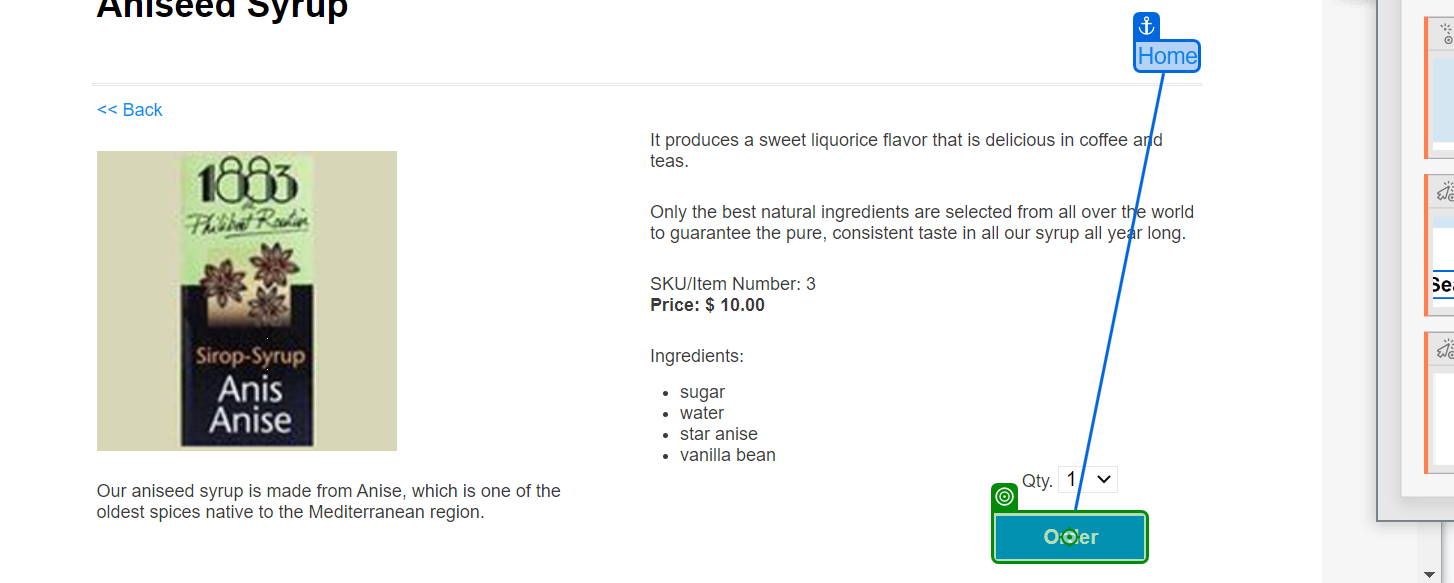 Aniseed Syrup
Home
<< Back
It produces a sweet liquorice flavor that is delicious in coffee and
teas.
1883
Philibert Routin
Only the best natural ingredients are selected from all over the world
to guarantee the pure, consistent taste in all our syrup all year long.
SKU/Item Number: 3
Price: $ 10.00
Sirop-Syrup
Anis
Anise
Ingredients:
sugar
water
star anise
vanilla bean
Qty. 1
Our aniseed syrup is made from Anise, which is one of the
oldest spices native to the Mediterranean region.
Order